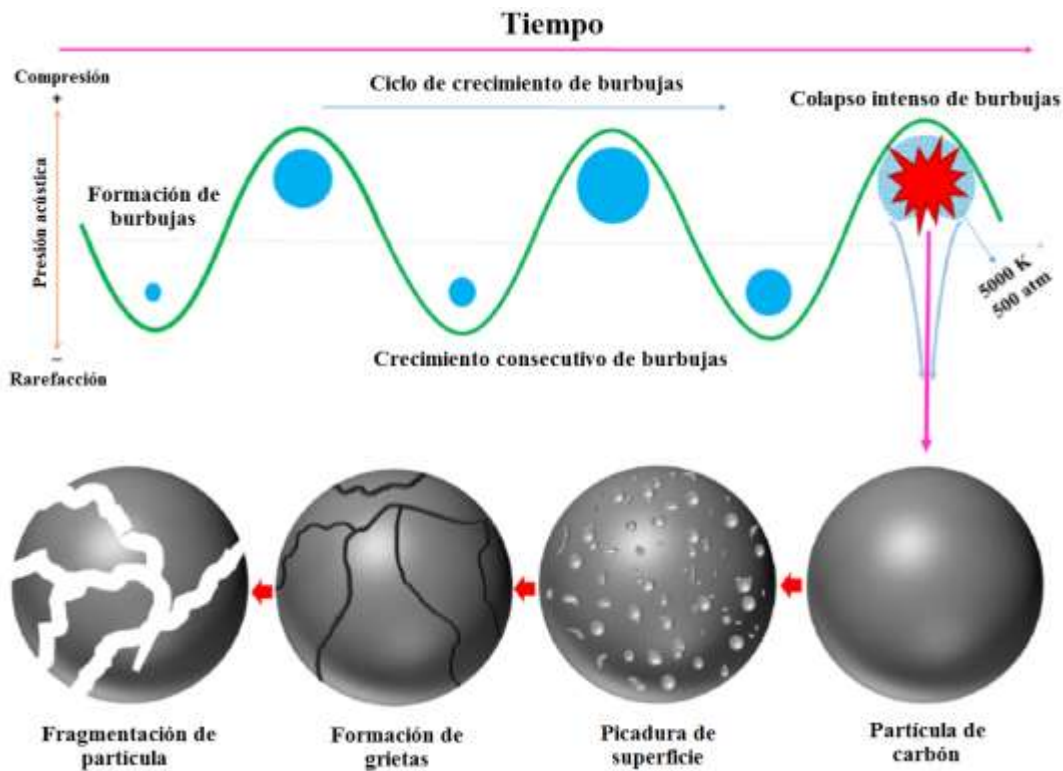 Tiempo
Compresión
+
Ciclo de crecimiento de burbujas
Colapso intenso de burbujas
Presión acústica
Formación de
burbujas
5000 K
500 atm
Crecimiento consecutivo de burbujas
~
Rarefacción
Fragmentación de
partícula
Formación de
grietas
Picadura de
superficie
Partícula de
carbón